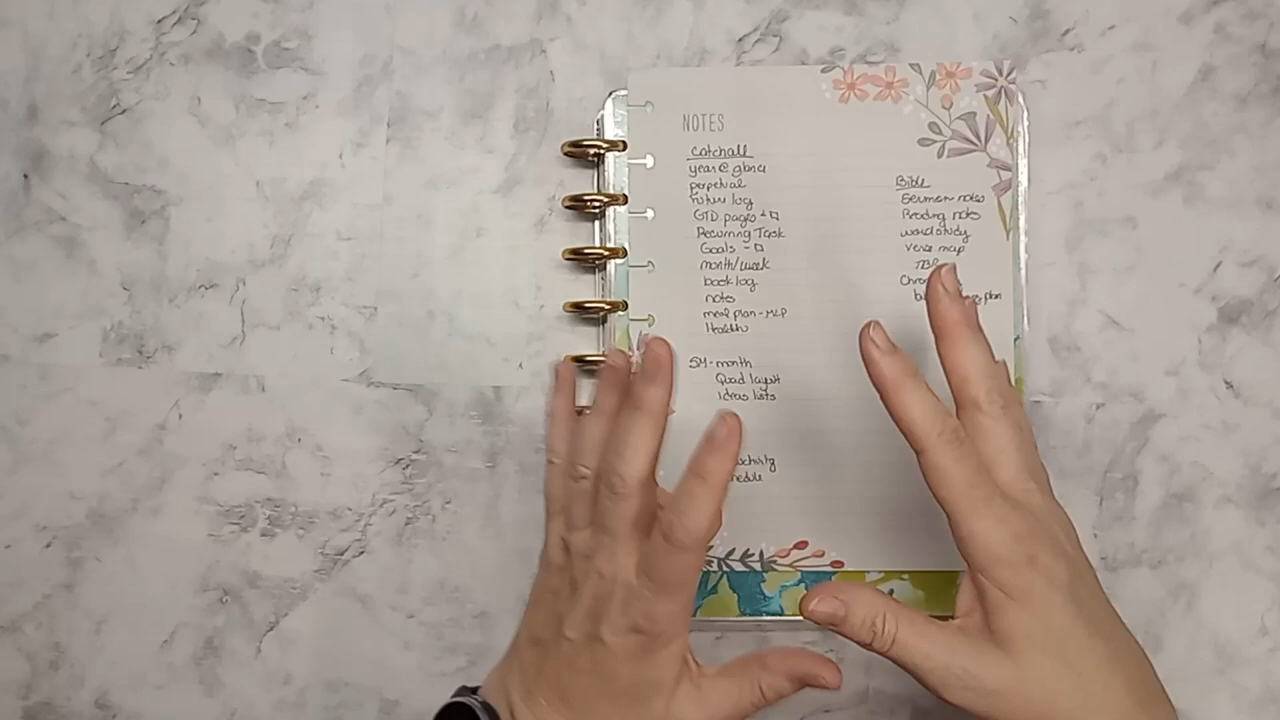 NOTES
Catchall
year @ glance
perpetual
future log
GTD pages
Recurring Task
Goals -
month/week
book log
notes
meal plan - MLP
Health
SM - month
Quad layout
Ideas lists
Bible
Sermon notes
Reading notes
word study
verse map
plan